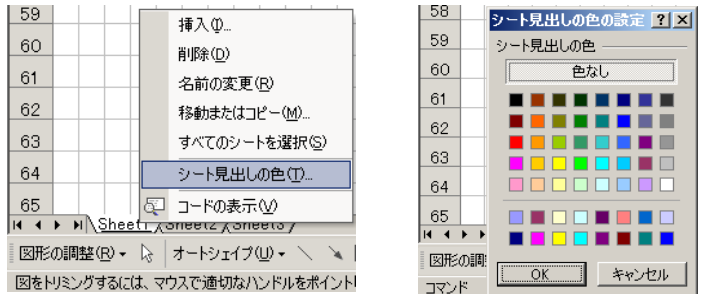 59
60
61
62
63
64
65
挿入(I)...
削除(D)
名前の変更(R)
移動またはコピー(M)...
すべてのシートを選択(S)
シート見出しの色(T)...
コードの表示(V)
Sheet1 / Sheet2 / Sheet3 /
図形の調整(R) オートシェイプ(U)
図をトリミングするには、マウスで適切なハンドルをポイント
58
59
60
61
62
63
64
65
シート見出しの色の設定 ? X
シート見出しの色
色なし
OK キャンセル
図形の調
コマンド